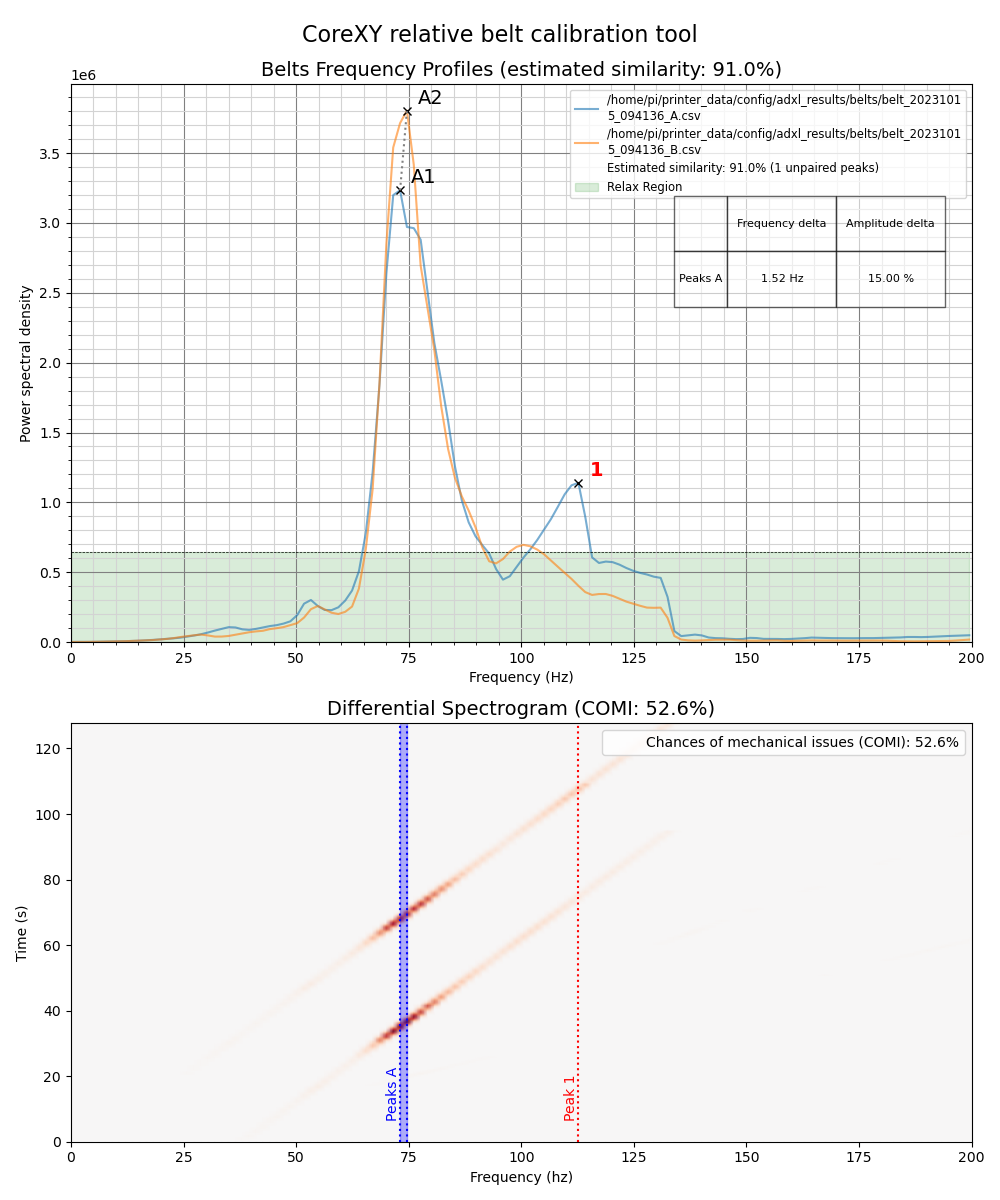 CoreXY relative belt calibration tool
Belts Frequency Profiles (estimated similarity: 91.0%)
1e6
A2
A1
1
/home/pi/printer_data/config/adxl_results/belts/belt_2023101
5_094136_A.csv
/home/pi/printer_data/config/adxl_results/belts/belt_2023101
5_094136_B.csv
Estimated similarity: 91.0% (1 unpaired peaks)
Relax Region
Frequency delta Amplitude delta
Peaks A 1.52 Hz 15.00 %
Power spectral density
3.5
3.0
2.5
2.0
1.5
1.0
0.5
0.0
0 25 50 75 100 125 150 175 200
Frequency (Hz)
Differential Spectrogram (COMI: 52.6%)
Chances of mechanical issues (COMI): 52.6%
Time (s)
120
100
80
60
40
20
0
Peaks A
Peak 1
0 25 50 75 100 125 150 175 200
Frequency (hz)